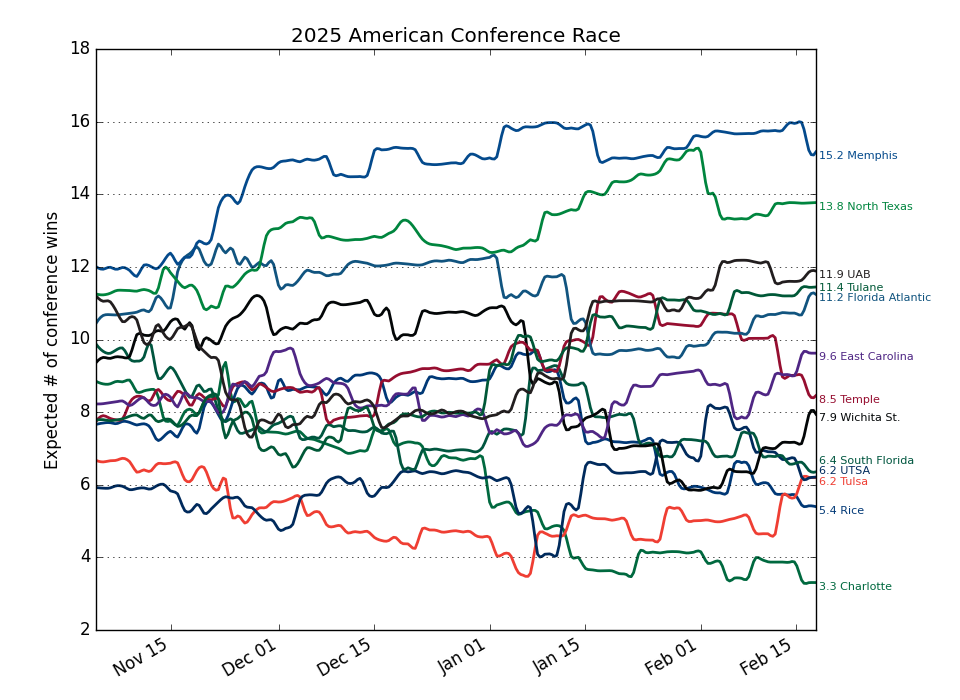 2025 American Conference Race
Expected # of conference wins
18
16
14
12
10
8
6
4
2
Nov 15
Dec 01
Dec 15
Jan 01
Jan 15
Feb 01
Feb 15
15.2 Memphis
13.8 North Texas
11.9 UAB
11.4 Tulane
11.2 Florida Atlantic
9.6 East Carolina
8.5 Temple
7.9 Wichita St.
6.4 South Florida
6.2 UTSA
6.2 Tulsa
5.4 Rice
3.3 Charlotte